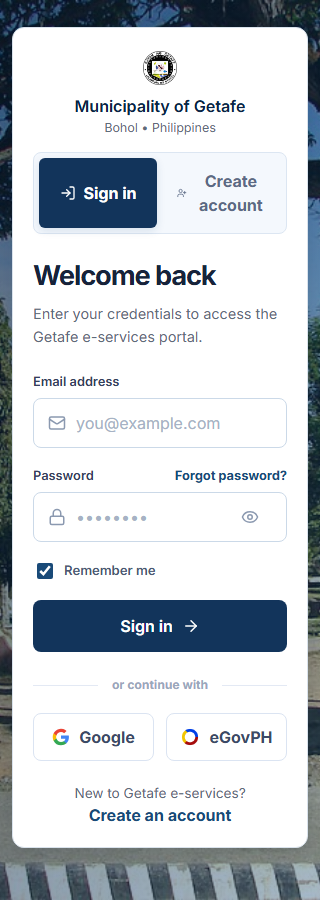 Municipality of Getafe
Bohol • Philippines
Sign in
Create
account
Welcome back
Enter your credentials to access the
Getafe e-services portal.
Email address
you@example.com
Password
Forgot password?
••••••••
Remember me
Sign in →
or continue with
Google
eGovPH
New to Getafe e-services?
Create an account